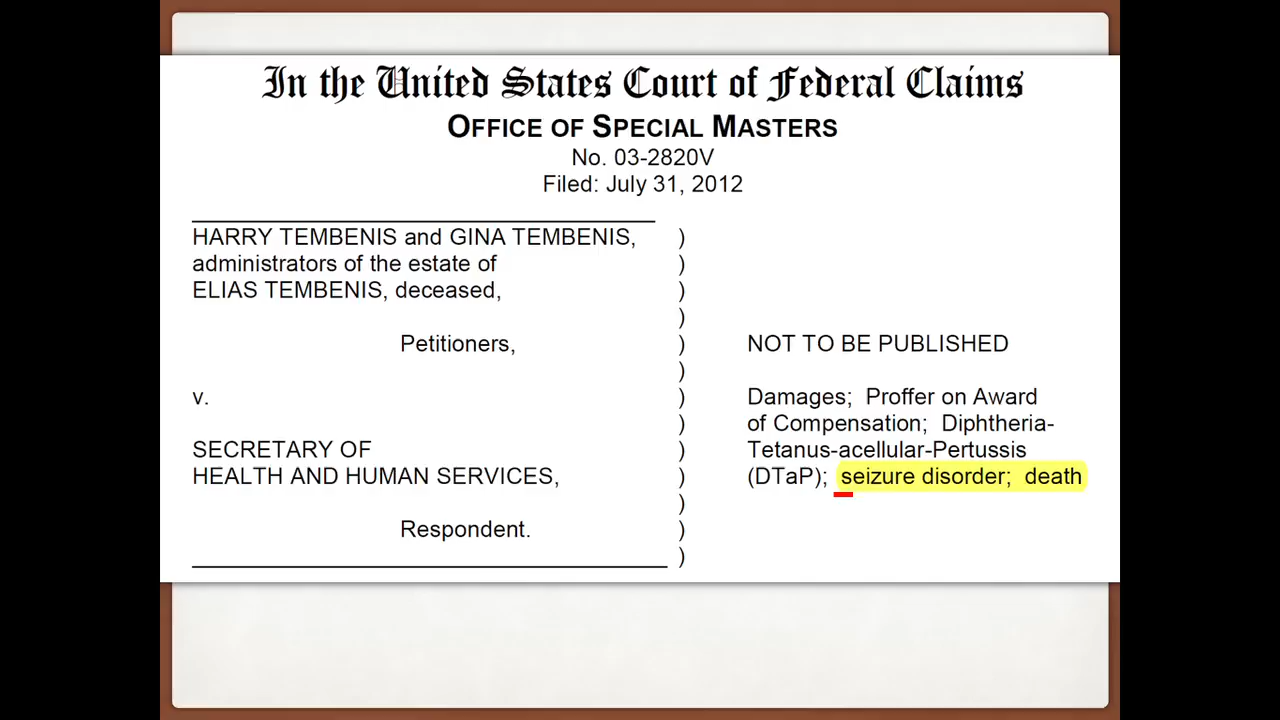 In the United States Court of Federal Claims
OFFICE OF SPECIAL MASTERS
No. 03-2820V
Filed: July 31, 2012
HARRY TEMBENIS and GINA TEMBENIS, )
administrators of the estate of )
ELIAS TEMBENIS, deceased, )
)
Petitioners, ) NOT TO BE PUBLISHED
)
v. ) Damages; Proffer on Award
) of Compensation; Diphtheria-
SECRETARY OF ) Tetanus-acellular-Pertussis
HEALTH AND HUMAN SERVICES, ) (DTaP); seizure disorder; death
)
Respondent. )
)